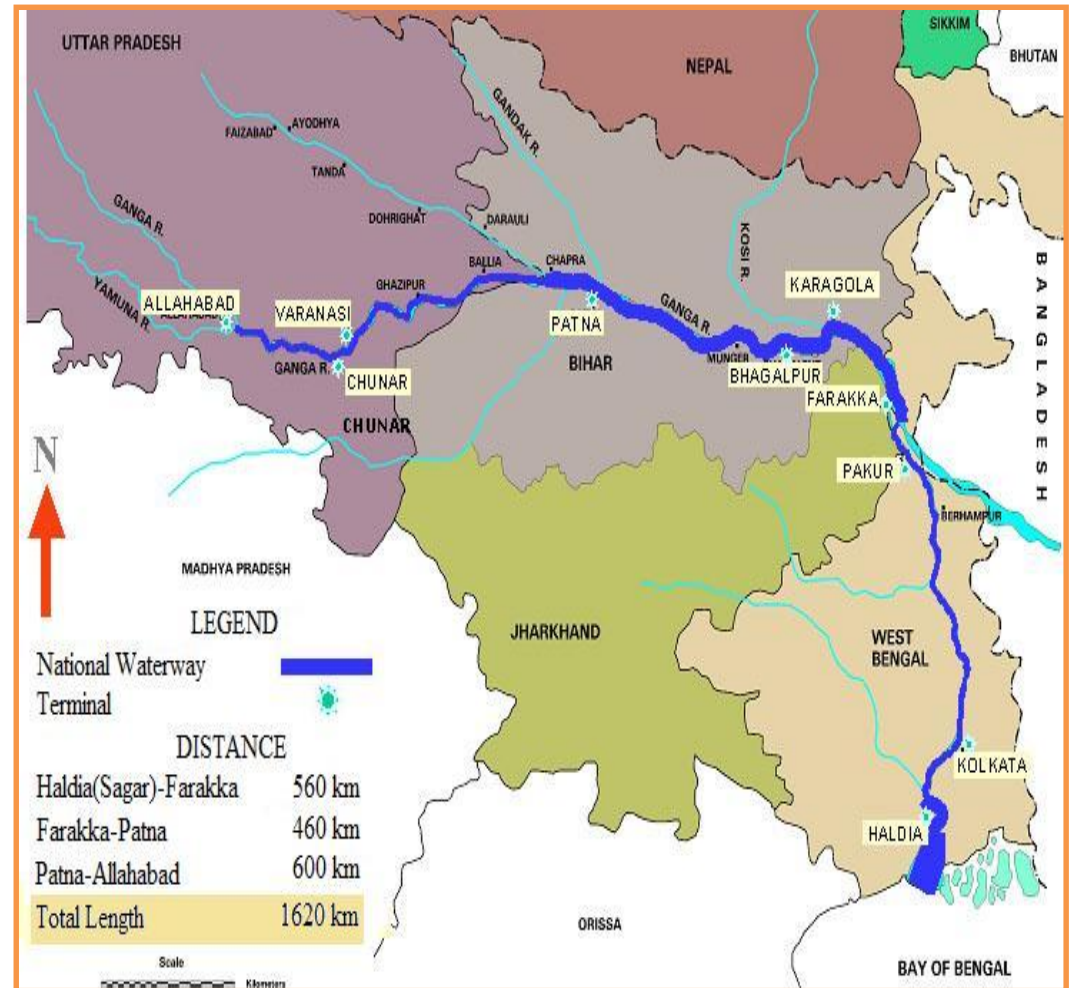 UTTAR PRADESH
SIKKIM
BHUTAN
NEPAL
GANDAK R.
FAIZABAD
AYODHYA
TANDA
DOHRIGHAT
DARAULI
GANGA R.
YAMUNA R.
ALLAHABAD
VARANASI
GHAZIPUR
BALLIA
CHAPRA
KOSI R.
KARAGOLA
PATNA
GANGA R.
MUNGER
BHAGALPUR
BIHAR
GANGA R.
CHUNAR
CHUNAR
FARAKKA
PAKUR
BERHAMPUR
BANGLADESH
N
MADHYA PRADESH
JHARKHAND
WEST
BENGAL
KOLKATA
HALDIA
ORISSA
BAY OF BENGAL
LEGEND
National Waterway
Terminal
DISTANCE
Haldia(Sagar)-Farakka 560 km
Farakka-Patna 460 km
Patna-Allahabad 600 km
Total Length 1620 km
Scale
Kilometers